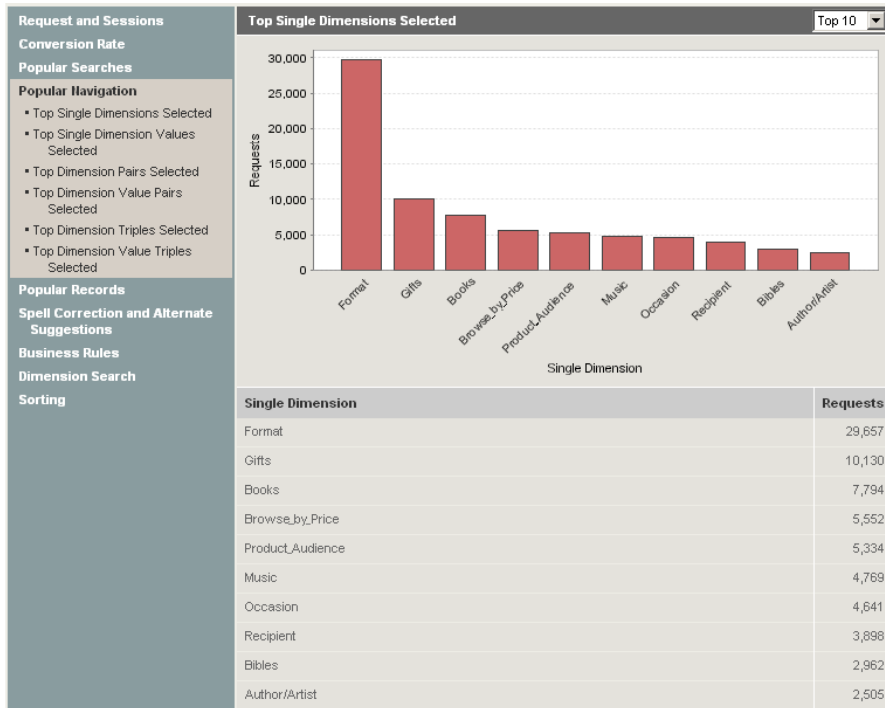 Request and Sessions
Conversion Rate
Popular Searches
Popular Navigation
▪ Top Single Dimensions Selected
▪ Top Single Dimension Values
Selected
▪ Top Dimension Pairs Selected
▪ Top Dimension Value Pairs
Selected
▪ Top Dimension Triples Selected
▪ Top Dimension Value Triples
Selected
Popular Records
Spell Correction and Alternate
Suggestions
Business Rules
Dimension Search
Sorting
Top Single Dimensions Selected
Top 10
30,000
25,000
20,000
15,000
10,000
5,000
0
Requests
Format
Gifts
Books
Browse_by_Price
Product_Audience
Music
Occasion
Recipient
Bibles
Author/Artist
Single Dimension
Single Dimension Requests
Format 29,657
Gifts 10,130
Books 7,794
Browse_by_Price 5,552
Product_Audience 5,334
Music 4,769
Occasion 4,641
Recipient 3,898
Bibles 2,962
Author/Artist 2,505